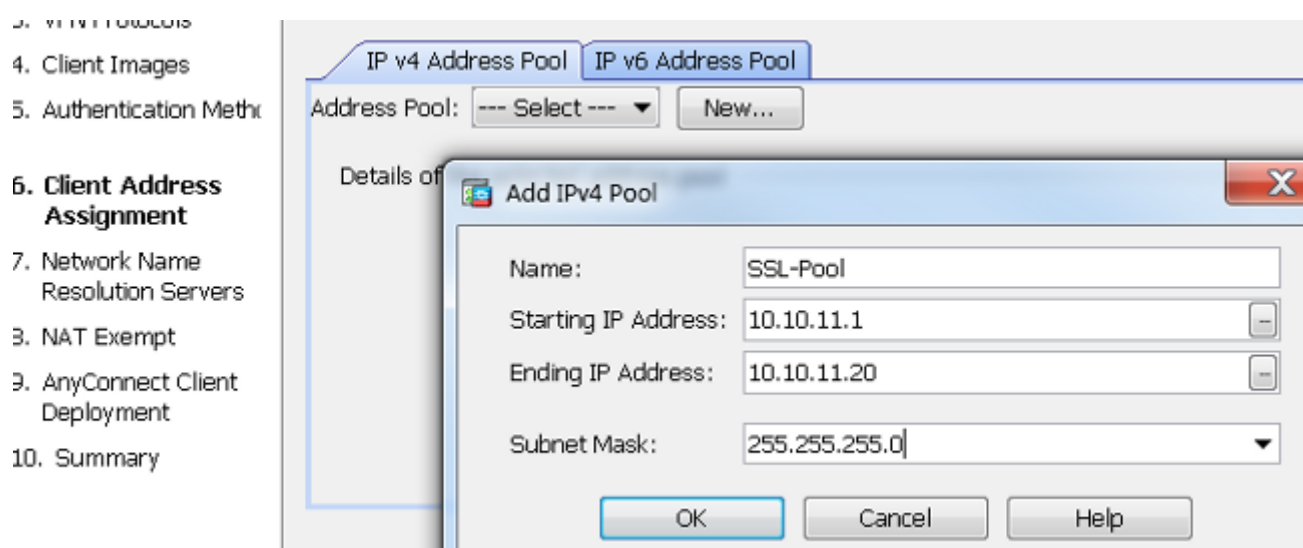 4. Client Images
5. Authentication Meth
6. Client Address
Assignment
7. Network Name
Resolution Servers
8. NAT Exempt
9. AnyConnect Client
Deployment
10. Summary
IP v4 Address Pool
IP v6 Address Pool
Address Pool: --- Select --- New...
Details of
Add IPv4 Pool
Name: SSL-Pool
Starting IP Address: 10.10.11.1
Ending IP Address: 10.10.11.20
Subnet Mask: 255.255.255.0
OK Cancel Help